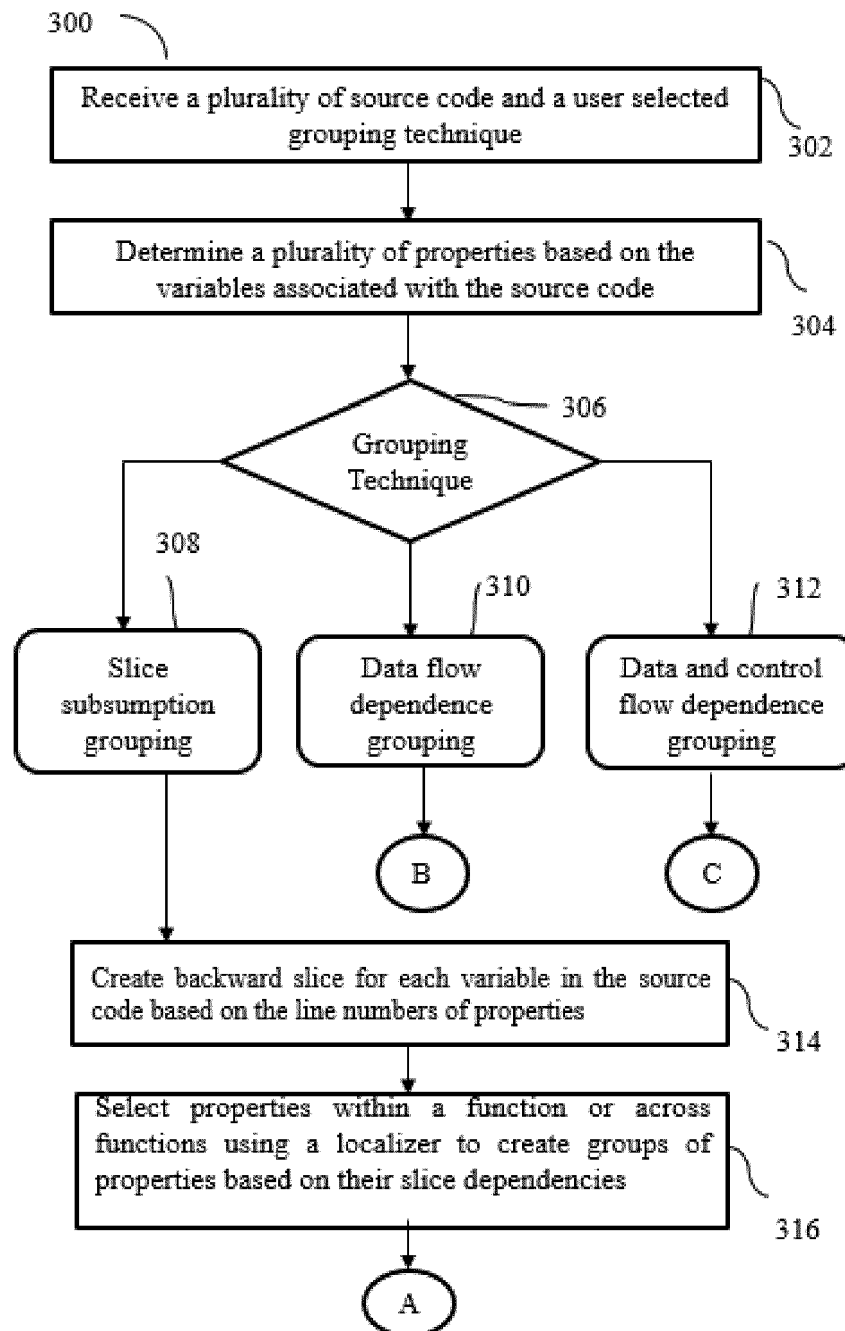 300
Receive a plurality of source code and a user selected
grouping technique
302
Determine a plurality of properties based on the
variables associated with the source code
304
306
Grouping
Technique
308
310
312
Slice
subsumption
grouping
Data flow
dependence
grouping
Data and control
flow dependence
grouping
B
C
Create backward slice for each variable in the source
code based on the line numbers of properties
314
Select properties within a function or across
functions using a localizer to create groups of
properties based on their slice dependencies
316
A